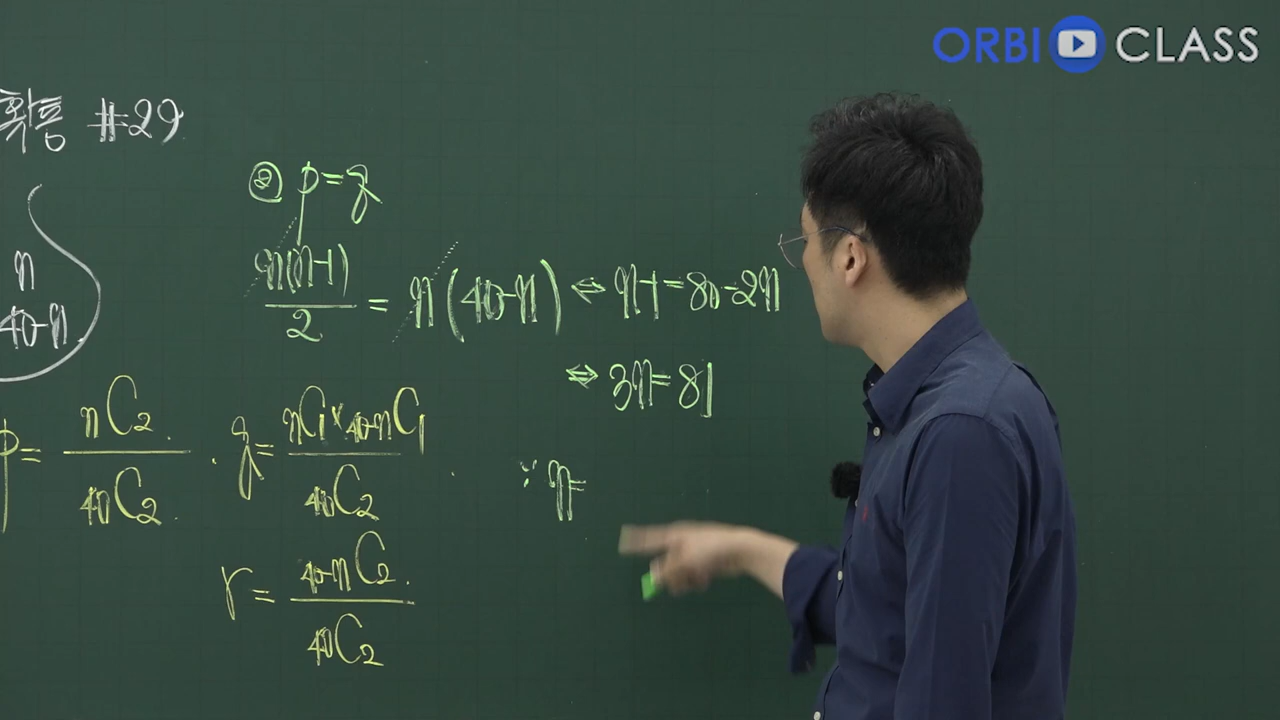 ORBI CLASS
확통 #29
② p=q
n
40-n
n(n-1)/2 = n(40-n) ⇔ n-1=80-2n
⇔ 3n=81
p= nC2/40C2 . q= nC1×40-nC1/40C2
∴ n=
r= 40-nC2/40C2